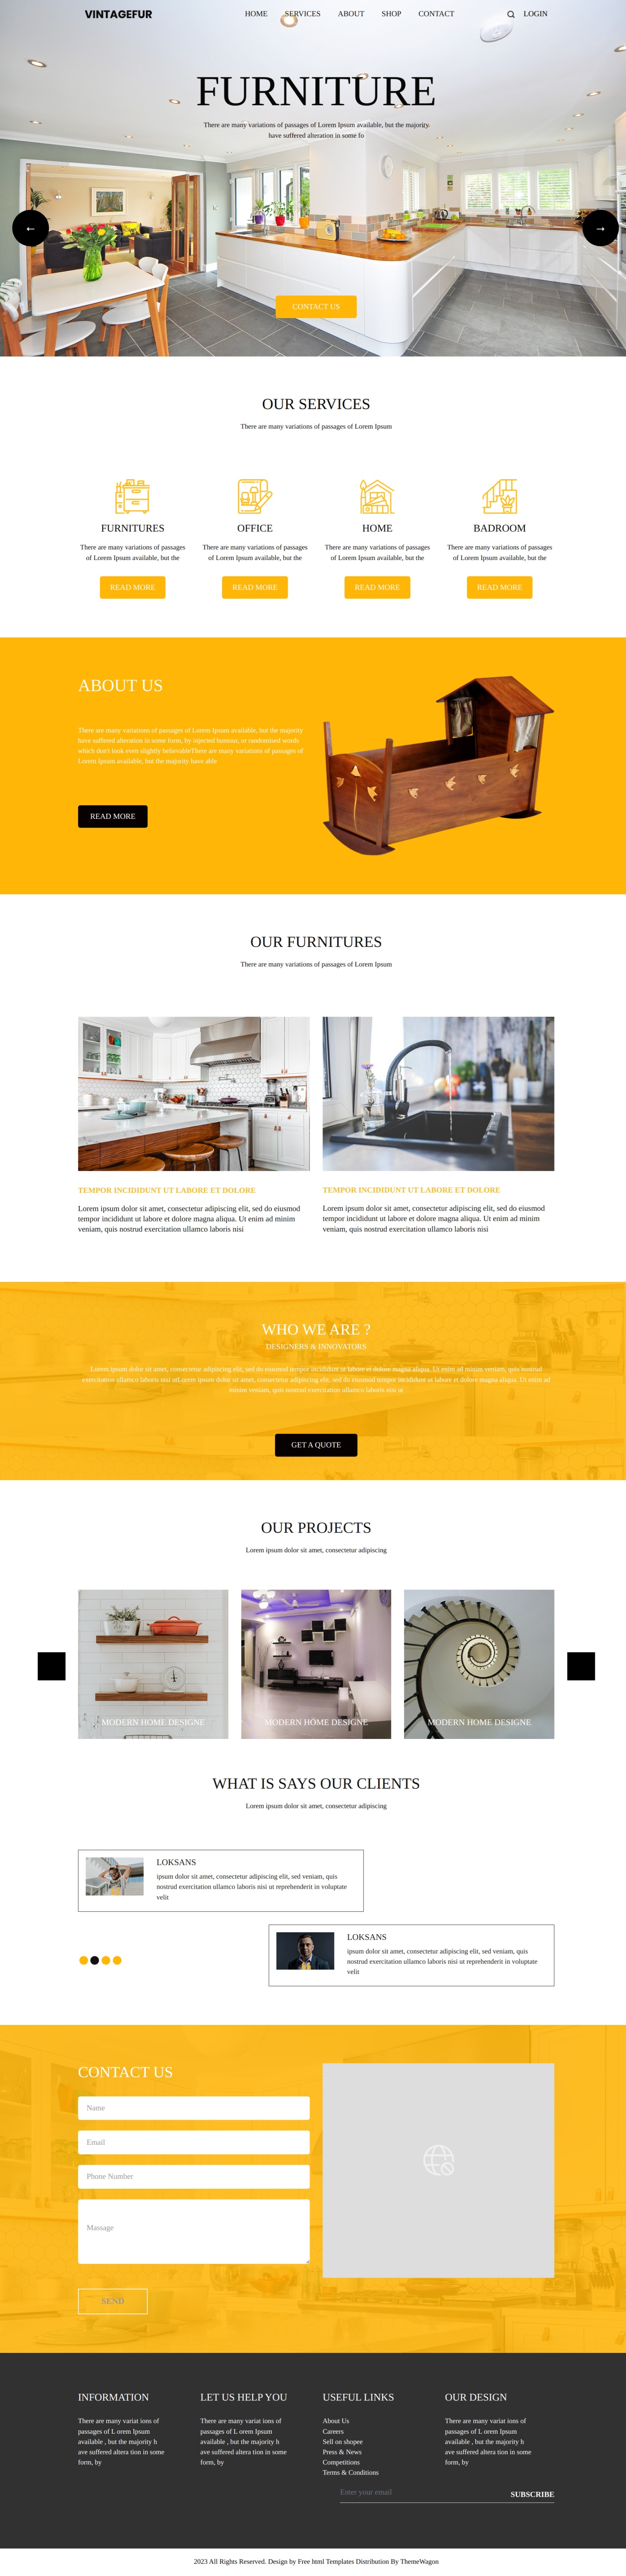 VINTAGEFUR
HOME SERVICES ABOUT SHOP CONTACT LOGIN
FURNITURE
There are many variations of passages of Lorem Ipsum available, but the majority
have suffered alteration in some fo
← →
CONTACT US
OUR SERVICES
There are many variations of passages of Lorem Ipsum
FURNITURES
There are many variations of passages
of Lorem Ipsum available, but the
READ MORE
OFFICE
There are many variations of passages
of Lorem Ipsum available, but the
READ MORE
HOME
There are many variations of passages
of Lorem Ipsum available, but the
READ MORE
BADROOM
There are many variations of passages
of Lorem Ipsum available, but the
READ MORE
ABOUT US
There are many variations of passages of Lorem Ipsum available, but the majority
have suffered alteration in some form, by injected humour, or randomised words
which don't look even slightly believableThere are many variations of passages of
Lorem Ipsum available, but the majority have able
READ MORE
OUR FURNITURES
There are many variations of passages of Lorem Ipsum
TEMPOR INCIDIDUNT UT LABORE ET DOLORE
Lorem ipsum dolor sit amet, consectetur adipiscing elit, sed do eiusmod
tempor incididunt ut labore et dolore magna aliqua. Ut enim ad minim
veniam, quis nostrud exercitation ullamco laboris nisi
TEMPOR INCIDIDUNT UT LABORE ET DOLORE
Lorem ipsum dolor sit amet, consectetur adipiscing elit, sed do eiusmod
tempor incididunt ut labore et dolore magna aliqua. Ut enim ad minim
veniam, quis nostrud exercitation ullamco laboris nisi
WHO WE ARE ?
DESIGNERS & INNOVATORS
Lorem ipsum dolor sit amet, consectetur adipiscing elit, sed do eiusmod tempor incididunt ut labore et dolore magna aliqua. Ut enim ad minim veniam, quis nostrud
exercitation ullamco laboris nisi utLorem ipsum dolor sit amet, consectetur adipiscing elit, sed do eiusmod tempor incididunt ut labore et dolore magna aliqua. Ut enim ad
minim veniam, quis nostrud exercitation ullamco laboris nisi ut
GET A QUOTE
OUR PROJECTS
Lorem ipsum dolor sit amet, consectetur adipiscing
MODERN HOME DESIGNE
MODERN HOME DESIGNE
MODERN HOME DESIGNE
WHAT IS SAYS OUR CLIENTS
Lorem ipsum dolor sit amet, consectetur adipiscing
LOKSANS
ipsum dolor sit amet, consectetur adipiscing elit, sed veniam, quis
nostrud exercitation ullamco laboris nisi ut reprehenderit in voluptate
velit
LOKSANS
ipsum dolor sit amet, consectetur adipiscing elit, sed veniam, quis
nostrud exercitation ullamco laboris nisi ut reprehenderit in voluptate
velit
CONTACT US
Name
Email
Phone Number
Massage
SEND
INFORMATION
There are many variat ions of
passages of L orem Ipsum
available , but the majority h
ave suffered altera tion in some
form, by
LET US HELP YOU
There are many variat ions of
passages of L orem Ipsum
available , but the majority h
ave suffered altera tion in some
form, by
USEFUL LINKS
About Us
Careers
Sell on shopee
Press & News
Competitions
Terms & Conditions
OUR DESIGN
There are many variat ions of
passages of L orem Ipsum
available , but the majority h
ave suffered altera tion in some
form, by
Enter your email SUBSCRIBE
2023 All Rights Reserved. Design by Free html Templates Distribution By ThemeWagon